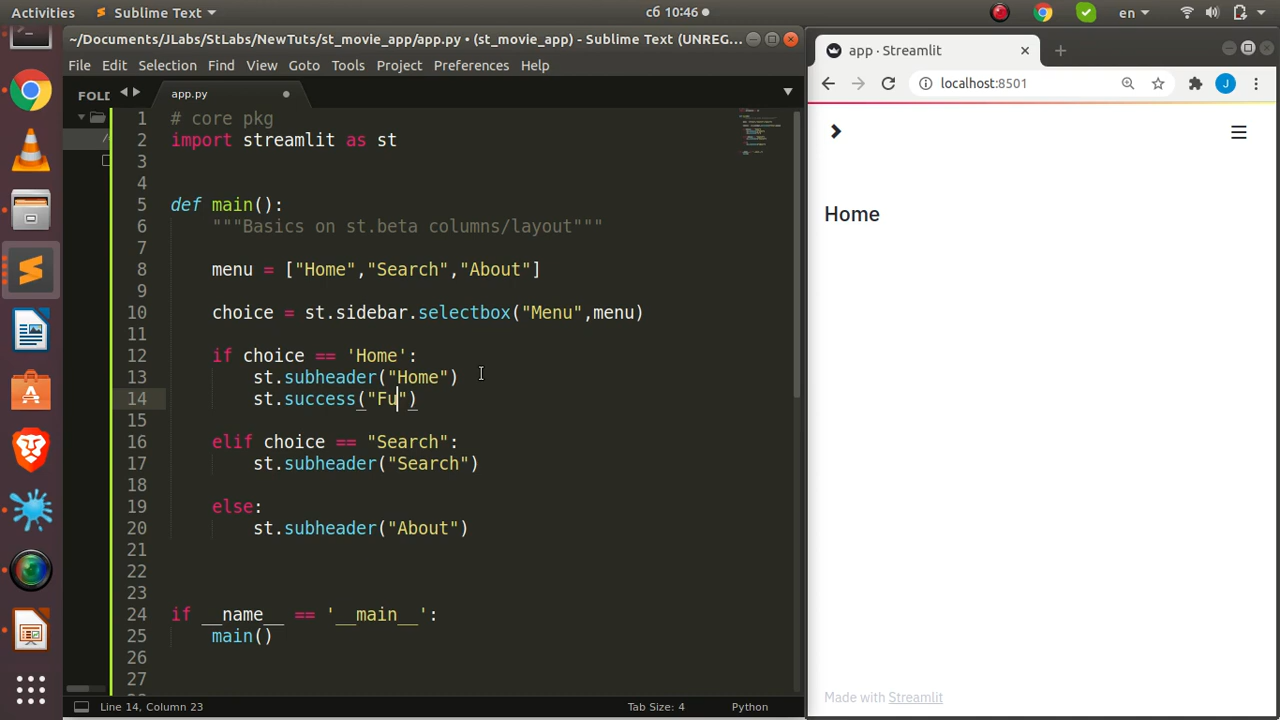 Activities
Sublime Text
сб 10:46
en
~/Documents/JLabs/StLabs/NewTuts/st_movie_app/app.py • (st_movie_app) - Sublime Text (UNREG...
File Edit Selection Find View Goto Tools Project Preferences Help
FOLD
app.py
1 # core pkg
2 import streamlit as st
3
4
5 def main():
6 """Basics on st.beta columns/layout"""
7
8 menu = ["Home","Search","About"]
9
10 choice = st.sidebar.selectbox("Menu",menu)
11
12 if choice == 'Home':
13 st.subheader("Home")
14 st.success("Fu")
15
16 elif choice == "Search":
17 st.subheader("Search")
18
19 else:
20 st.subheader("About")
21
22
23
24 if __name__ == '__main__':
25 main()
26
27
Line 14, Column 23
Tab Size: 4
Python
app · Streamlit
localhost:8501
J
Home
Made with Streamlit